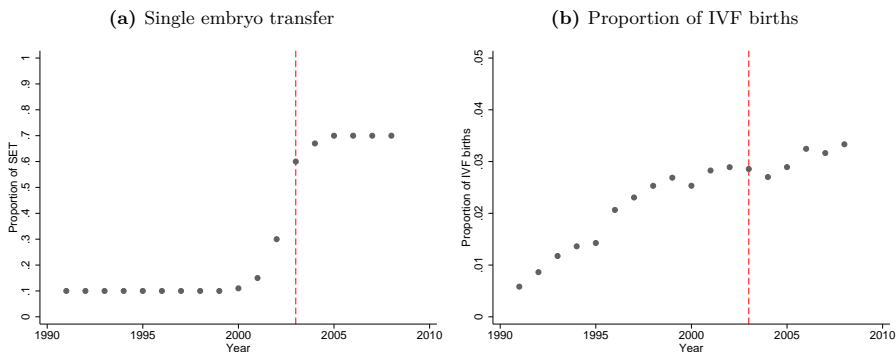 (a) Single embryo transfer
Proportion of SET
1
.9
.8
.7
.6
.5
.4
.3
.2
.1
0
1990 1995 2000 2005 2010
Year
(b) Proportion of IVF births
Proportion of IVF births
.05
.04
.03
.02
.01
0
1990 1995 2000 2005 2010
Year